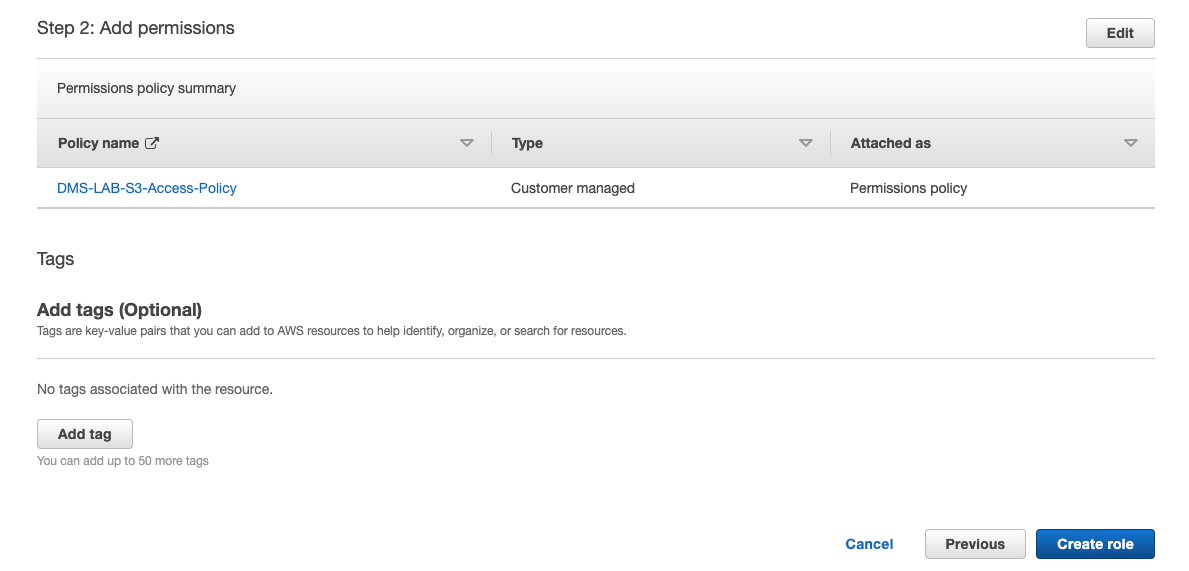 Step 2: Add permissions
Edit
Permissions policy summary
Policy name Type Attached as
DMS-LAB-S3-Access-Policy Customer managed Permissions policy
Tags
Add tags (Optional)
Tags are key-value pairs that you can add to AWS resources to help identify, organize, or search for resources.
No tags associated with the resource.
Add tag
You can add up to 50 more tags
Cancel Previous Create role